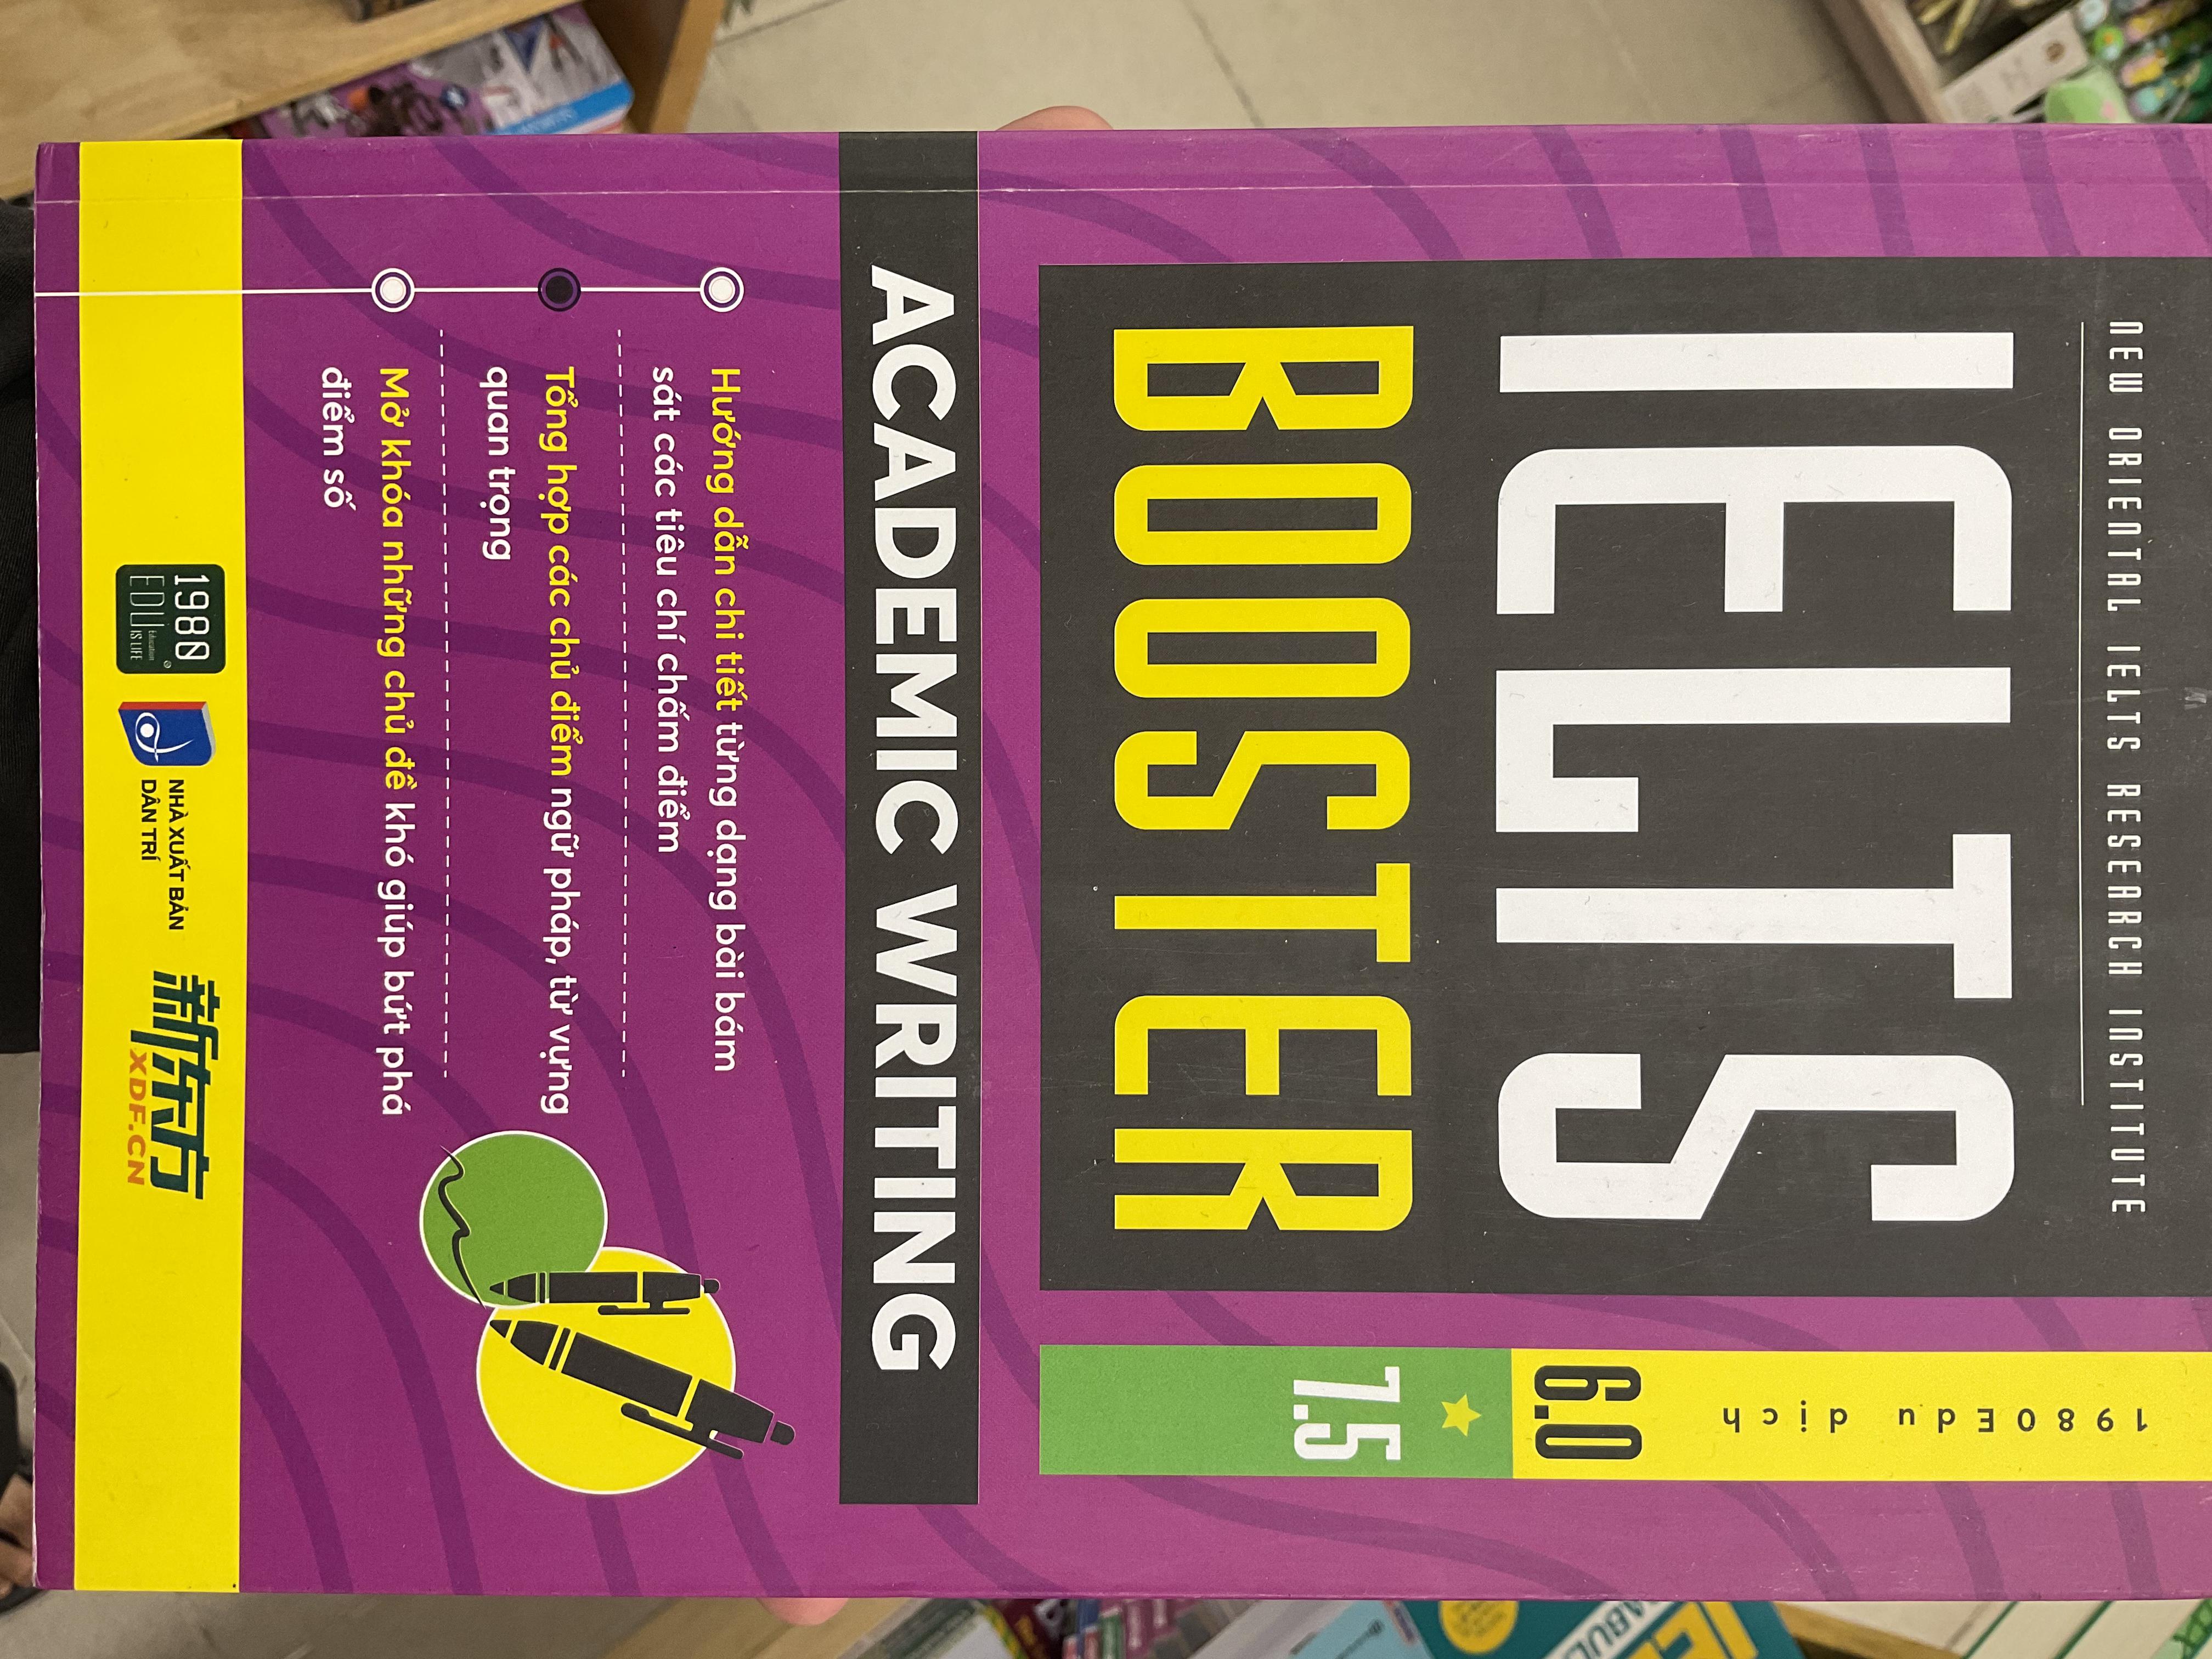 NEW ORIENTAL IELTS RESEARCH INSTITUTE
IELTS
BOOSTER
1980Edu dịch
6.0
7.5
ACADEMIC WRITING
Hướng dẫn chi tiết từng dạng bài bám
sát các tiêu chí chấm điểm
Tổng hợp các chủ điểm ngữ pháp, từ vựng
quan trọng
Mở khóa những chủ đề khó giúp bứt phá
điểm số
1980
EDU Education
IS LIFE
NHÀ XUẤT BẢN
DÂN TRÍ
新东方
XDF.CN